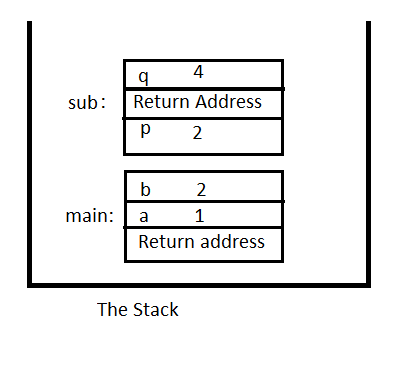 q 4
sub: Return Address
p 2
b 2
main: a 1
Return address
The Stack